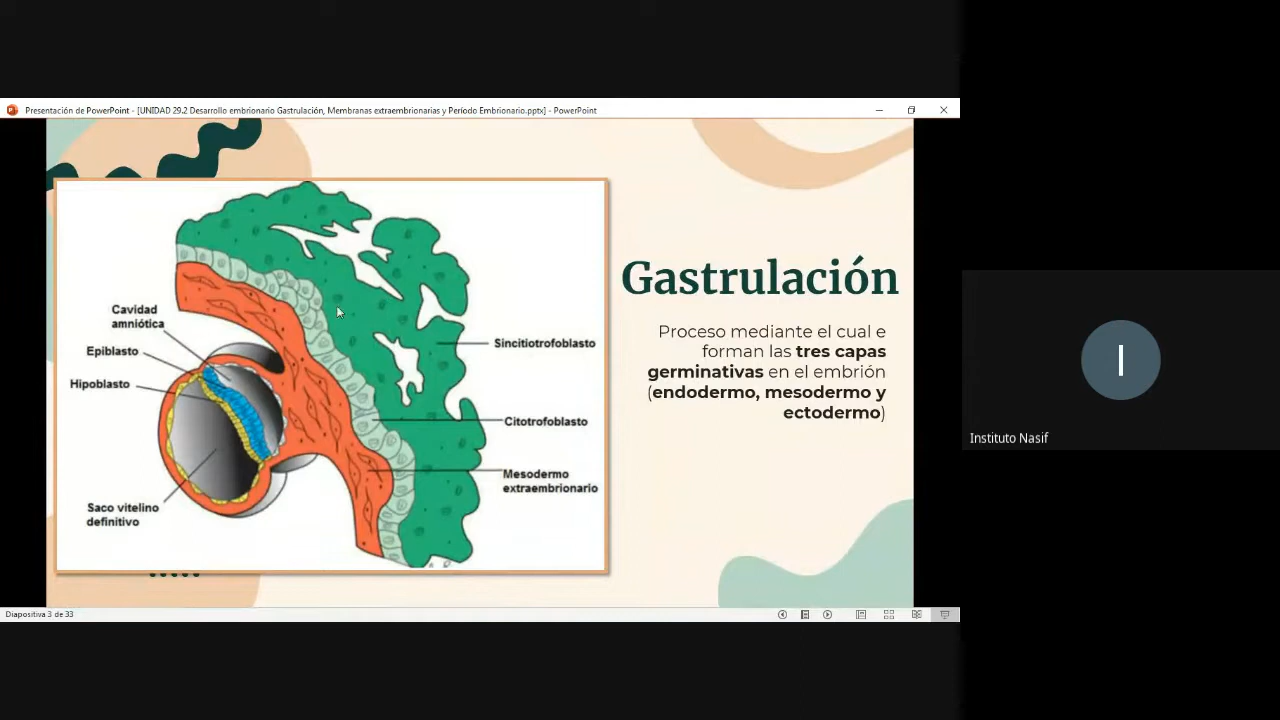 Presentación de PowerPoint - [UNIDAD 29.2 Desarrollo embrionario Gastrulación, Membranas extraembrionarias y Período Embrionario.pptx] - PowerPoint
Gastrulación
Proceso mediante el cual e
forman las tres capas
germinativas en el embrión
(endodermo, mesodermo y
ectodermo)
Cavidad
amniótica
Epiblasto
Hipoblasto
Saco vitelino
definitivo
Sincitiotrofoblasto
Citotrofoblasto
Mesodermo
extraembrionario
I
Instituto Nasif
Diapositiva 3 de 33